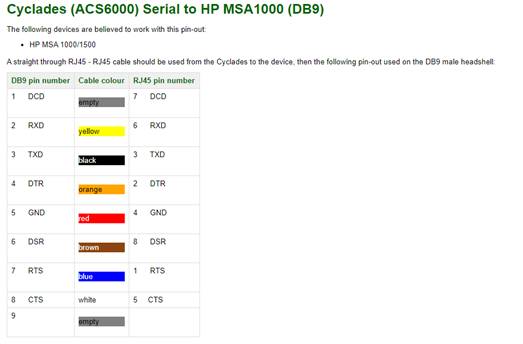 Cyclades (ACS6000) Serial to HP MSA1000 (DB9)
The following devices are believed to work with this pin-out:
• HP MSA 1000/1500
A straight through RJ45 - RJ45 cable should be used from the Cyclades to the device, then the following pin-out used on the DB9 male headshell:
DB9 pin number Cable colour RJ45 pin number
1 DCD empty 7 DCD
2 RXD yellow 6 RXD
3 TXD black 3 TXD
4 DTR orange 2 DTR
5 GND red 4 GND
6 DSR brown 8 DSR
7 RTS blue 1 RTS
8 CTS white 5 CTS
9 empty